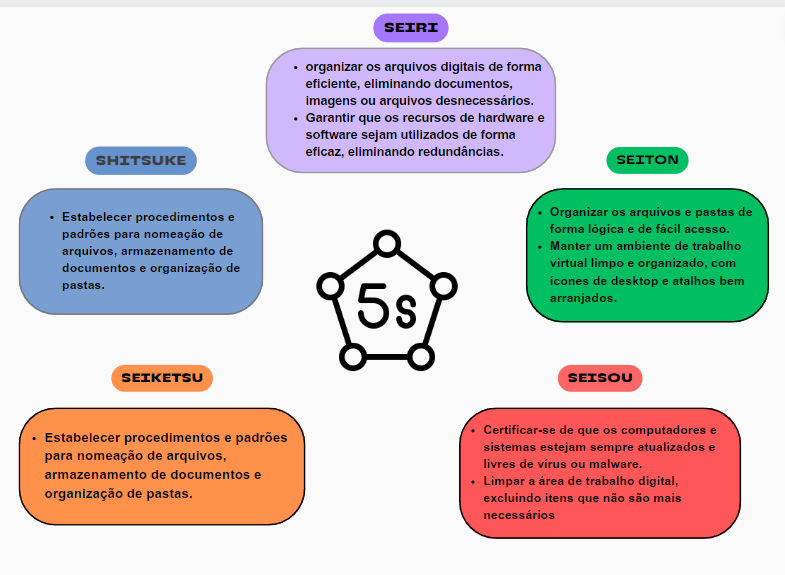 SEIRI
• organizar os arquivos digitais de forma
eficiente, eliminando documentos,
imagens ou arquivos desnecessários.
• Garantir que os recursos de hardware e
software sejam utilizados de forma
eficaz, eliminando redundâncias.
SHITSUKE
• Estabelecer procedimentos e
padrões para nomeação de
arquivos, armazenamento de
documentos e organização de
pastas.
SEITON
• Organizar os arquivos e pastas de
forma lógica e de fácil acesso.
• Manter um ambiente de trabalho
virtual limpo e organizado, com
ícones de desktop e atalhos bem
arranjados.
5s
SEIKETSU
• Estabelecer procedimentos e padrões
para nomeação de arquivos,
armazenamento de documentos e
organização de pastas.
SEISOU
• Certificar-se de que os computadores e
sistemas estejam sempre atualizados e
livres de vírus ou malware.
• Limpar a área de trabalho digital,
excluindo itens que não são mais
necessários